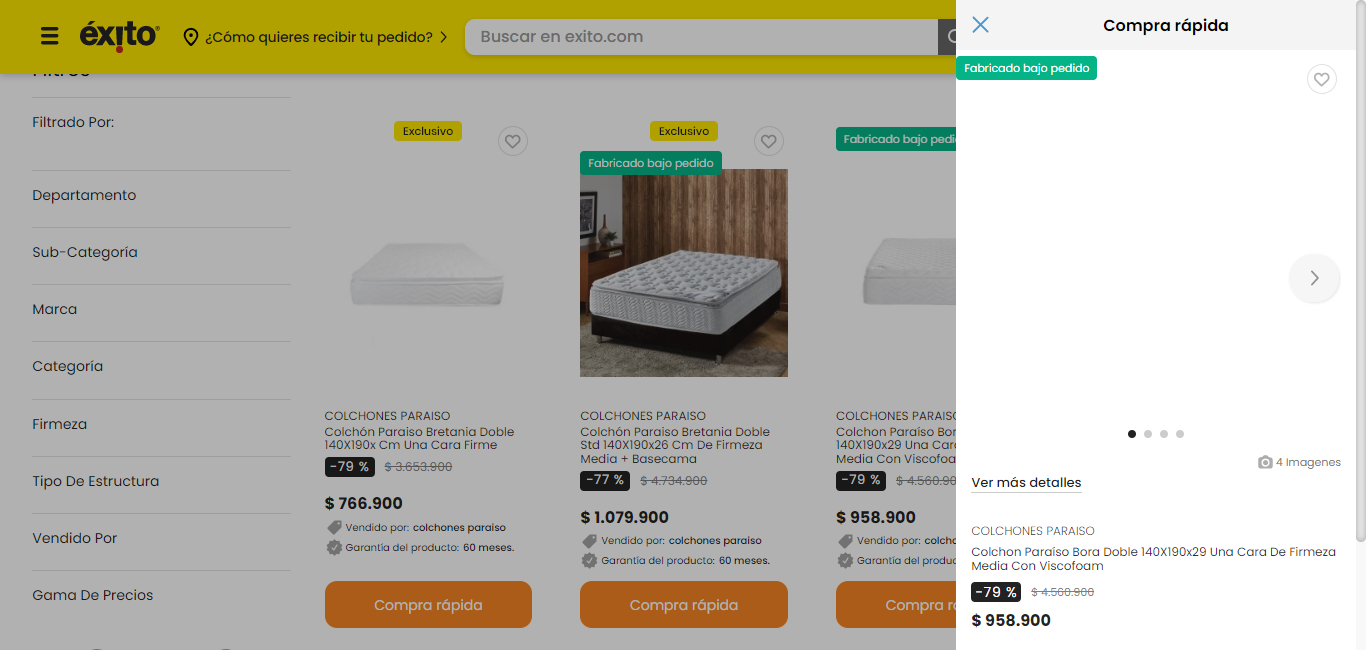 éxito
¿Cómo quieres recibir tu pedido?
Buscar en exito.com
Filtros
Filtrado Por:
Departamento
Sub-Categoría
Marca
Categoría
Firmeza
Tipo De Estructura
Vendido Por
Gama De Precios
Exclusivo
COLCHONES PARAISO
Colchón Paraiso Bretania Doble
140X190x Cm Una Cara Firme
-79 % $ 3.653.900
$ 766.900
Vendido por: colchones paraiso
Garantía del producto: 60 meses.
Compra rápida
Exclusivo
Fabricado bajo pedido
COLCHONES PARAISO
Colchón Paraiso Bretania Doble
Std 140X190x26 Cm De Firmeza
Media + Basecama
-77 % $ 4.734.900
$ 1.079.900
Vendido por: colchones paraiso
Garantía del producto: 60 meses.
Compra rápida
Fabricado bajo pedi
COLCHONES PARAISO
Colchon Paraíso Bor
140X190x29 Una Car
Media Con Viscofoa
-79 % $ 4.560.90
$ 958.900
Vendido por: colcho
Garantía del produc
Compra r
Compra rápida
Fabricado bajo pedido
4 Imagenes
Ver más detalles
COLCHONES PARAISO
Colchon Paraíso Bora Doble 140X190x29 Una Cara De Firmeza
Media Con Viscofoam
-79 % $ 4.560.900
$ 958.900